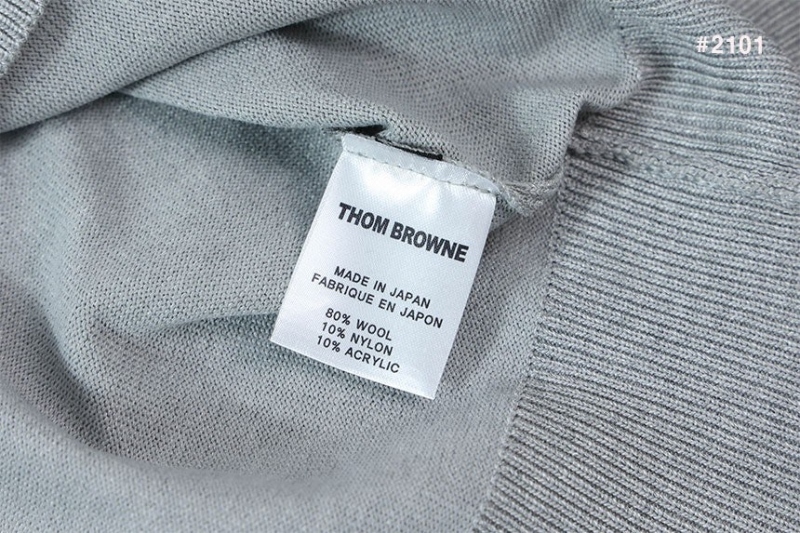 #2101
THOM BROWNE
MADE IN JAPAN
FABRIQUE EN JAPON
80% WOOL
10% NYLON
10% ACRYLIC